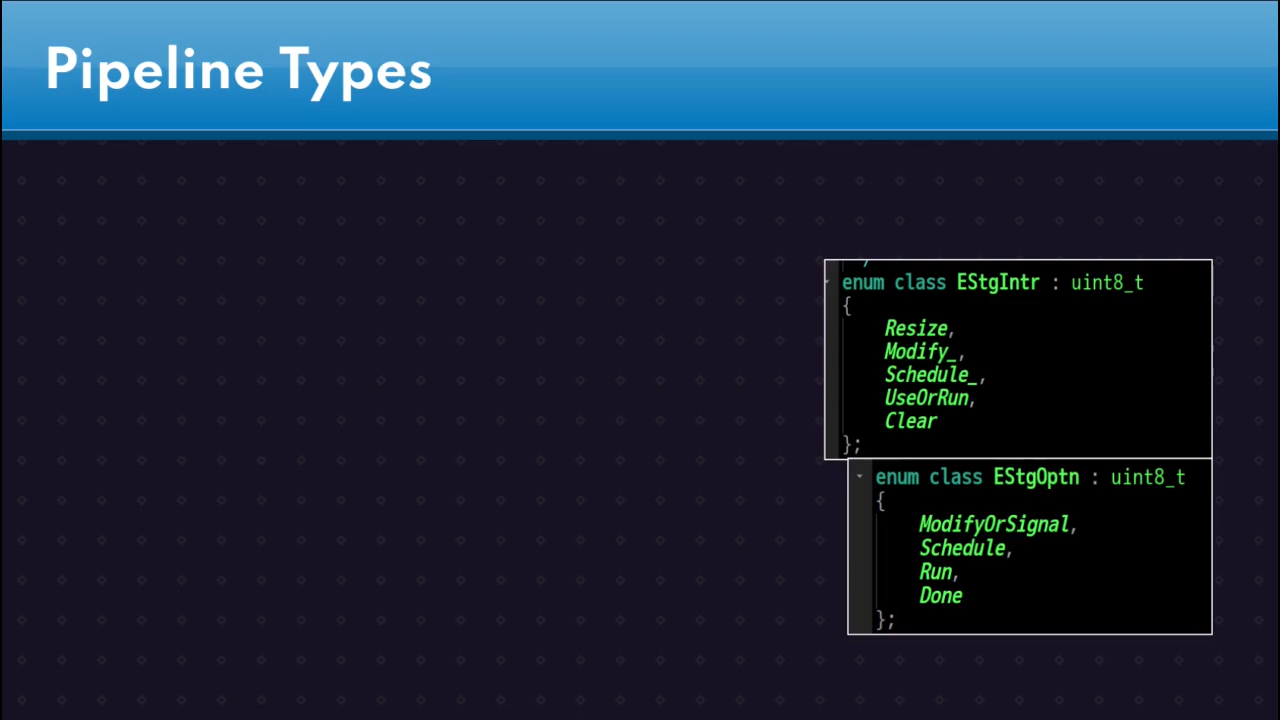 Pipeline Types
enum class EStgIntr : uint8_t
{
Resize,
Modify_,
Schedule_,
UseOrRun,
Clear
};
enum class EStgOptn : uint8_t
{
ModifyOrSignal,
Schedule,
Run,
Done
};